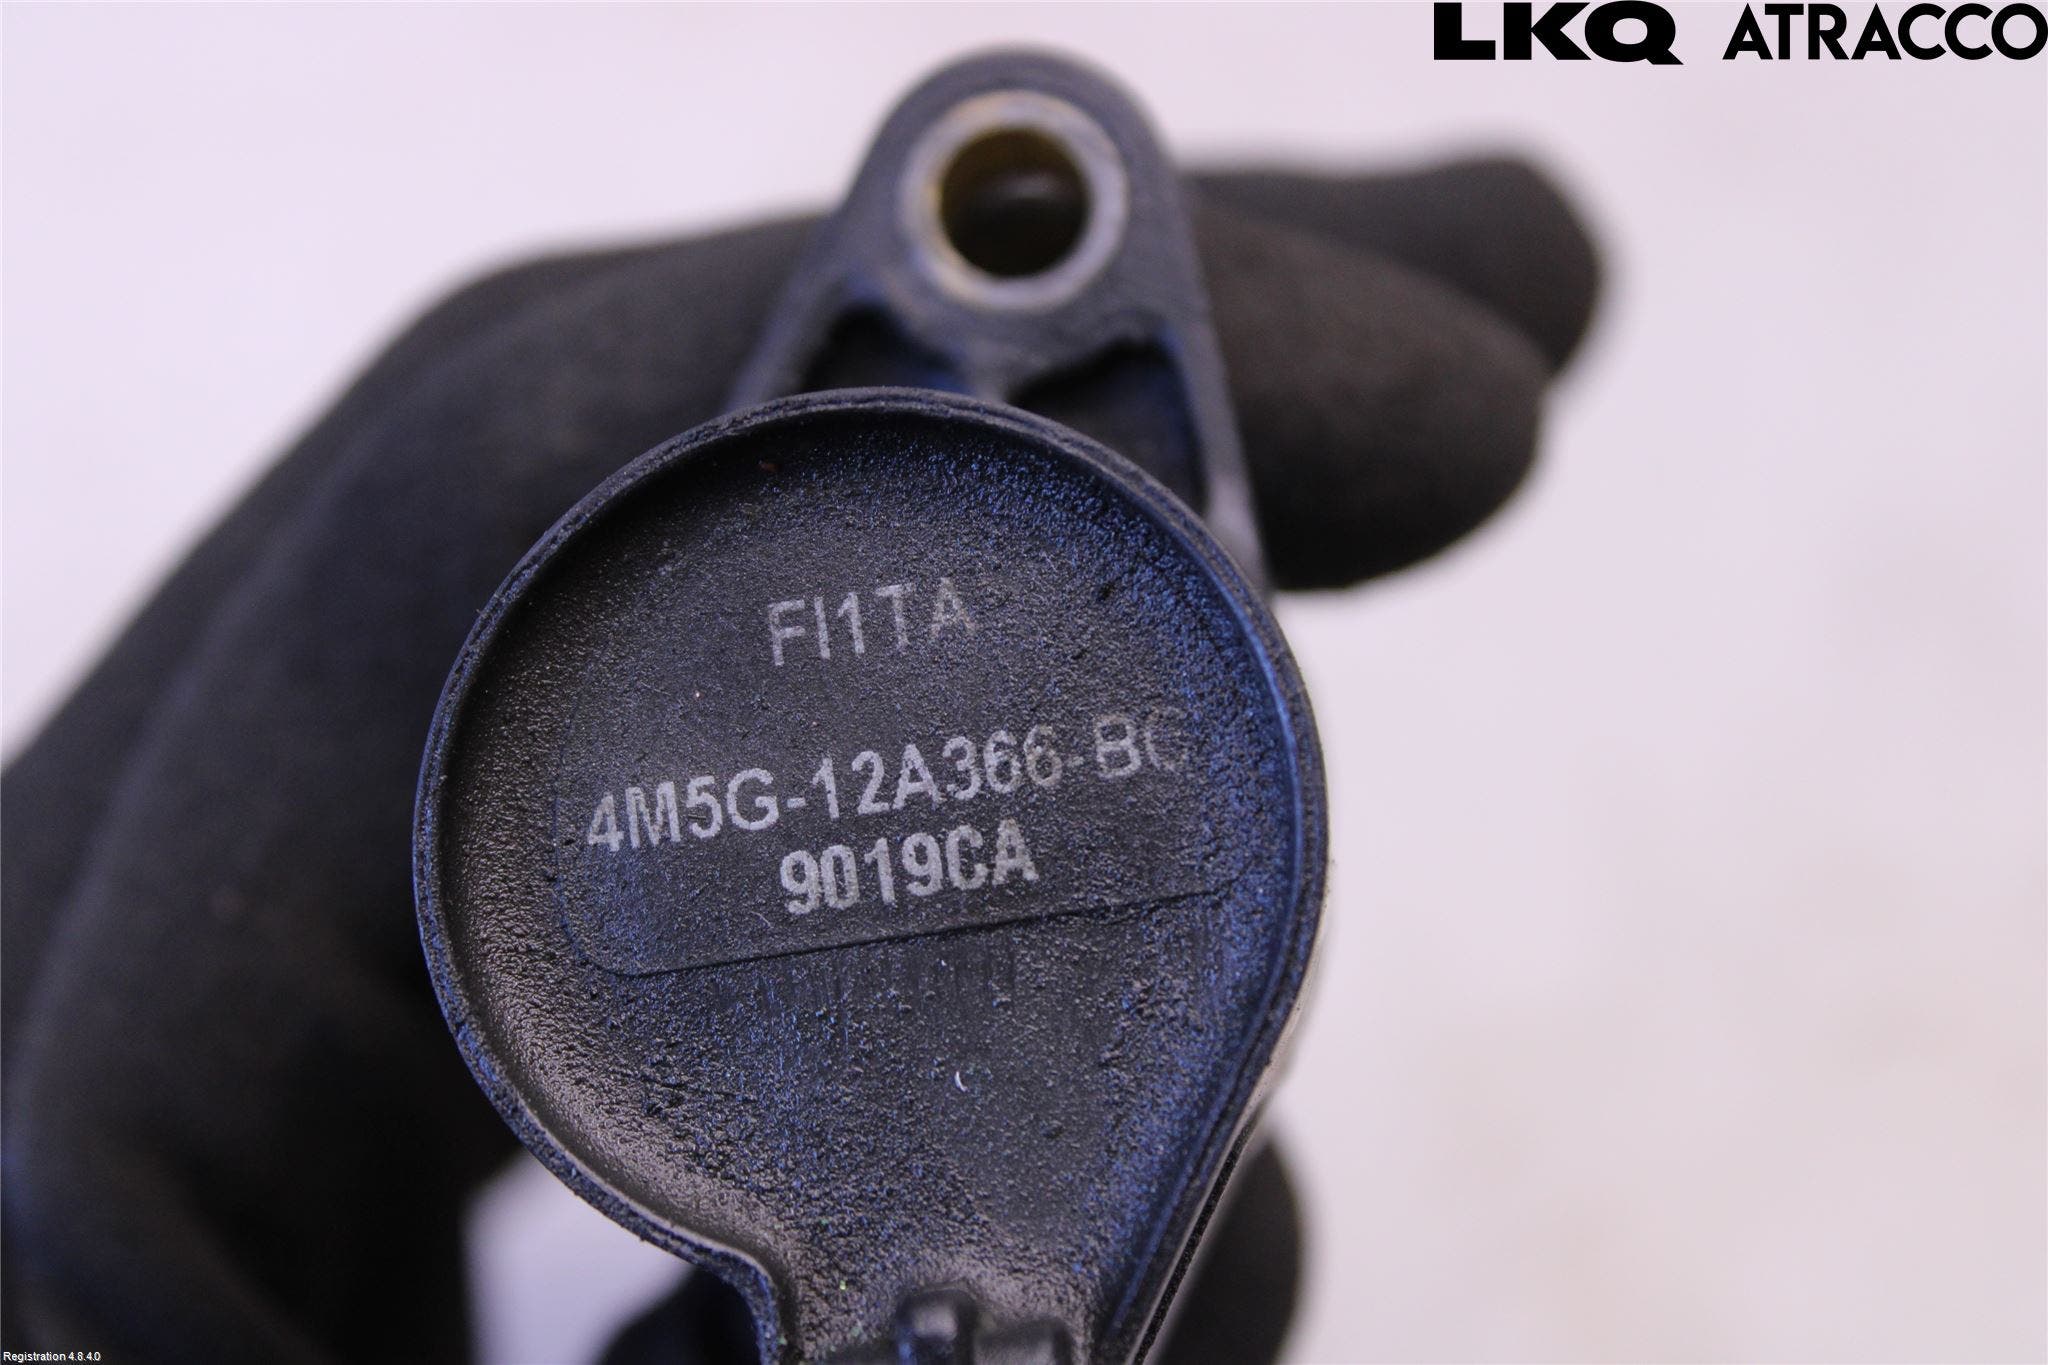 LKQ ATRACCO
FI1TA
4M5G-12A366-BC
9019CA
Registration 4.8.4.0